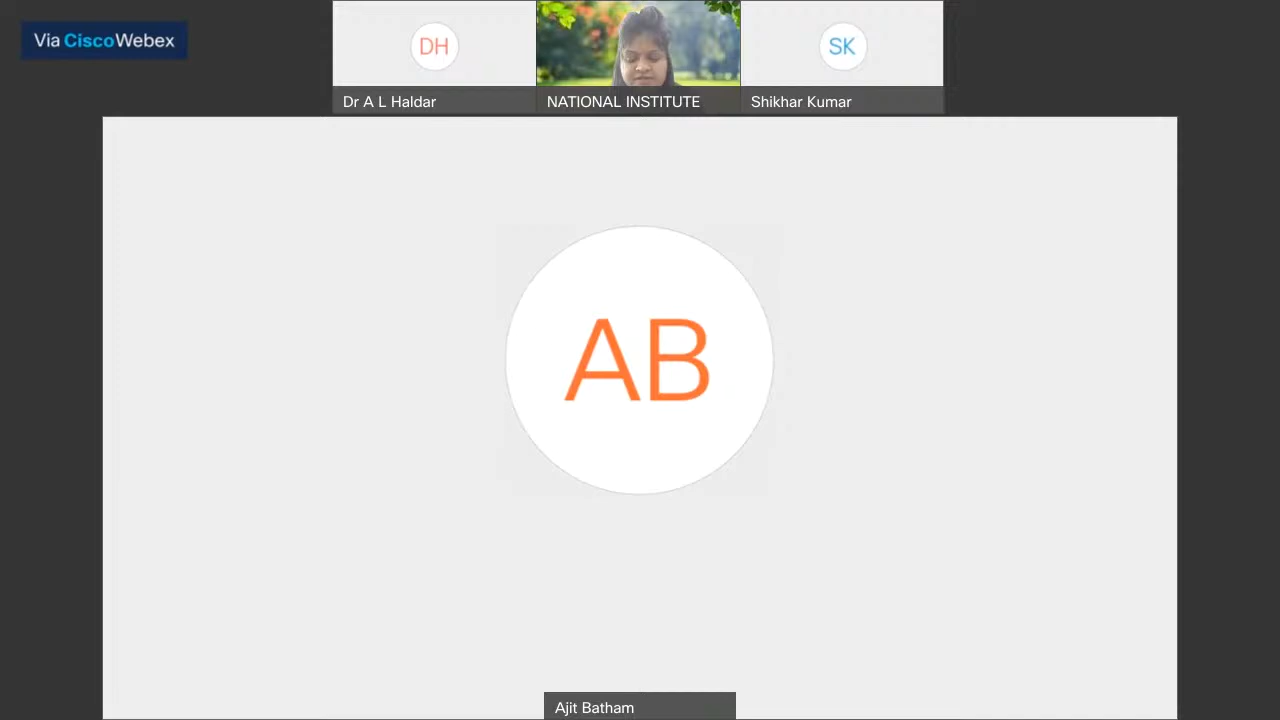 Via CiscoWebex
DH
SK
Dr A L Haldar
NATIONAL INSTITUTE
Shikhar Kumar
AB
Ajit Batham